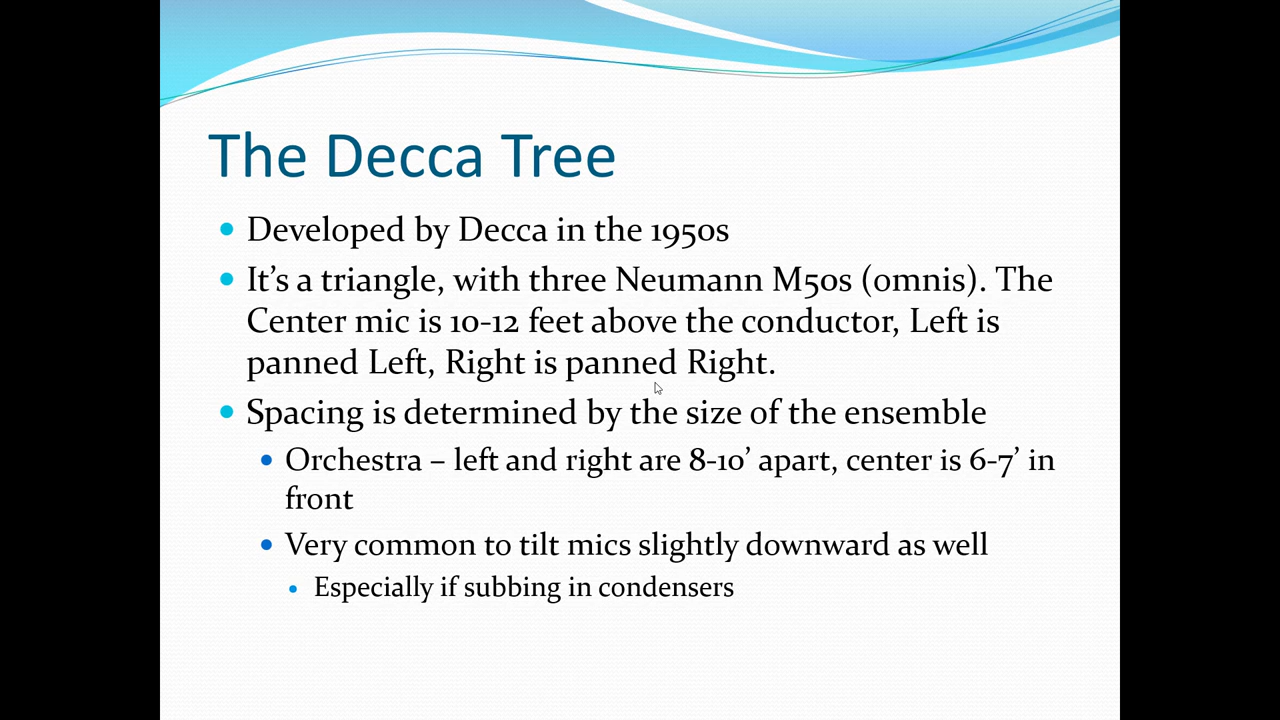 The Decca Tree
• Developed by Decca in the 1950s
• It’s a triangle, with three Neumann M50s (omnis). The
Center mic is 10-12 feet above the conductor, Left is
panned Left, Right is panned Right.
• Spacing is determined by the size of the ensemble
• Orchestra – left and right are 8-10’ apart, center is 6-7’ in
front
• Very common to tilt mics slightly downward as well
• Especially if subbing in condensers